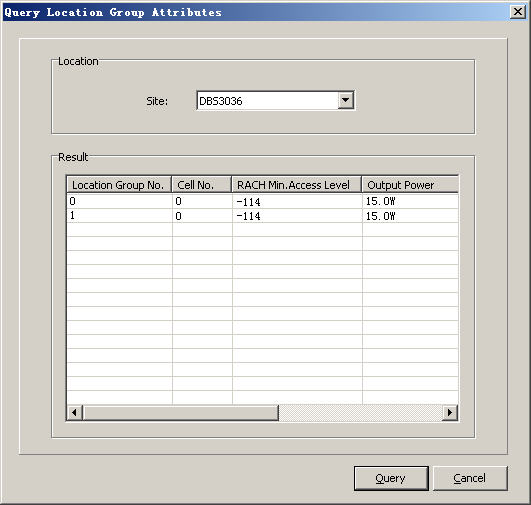 Query Location Group Attributes
Location
Site: DBS3036
Result
Location Group No. Cell No. RACH Min.Access Level Output Power
0 0 -114 15.0W
1 0 -114 15.0W
Query Cancel